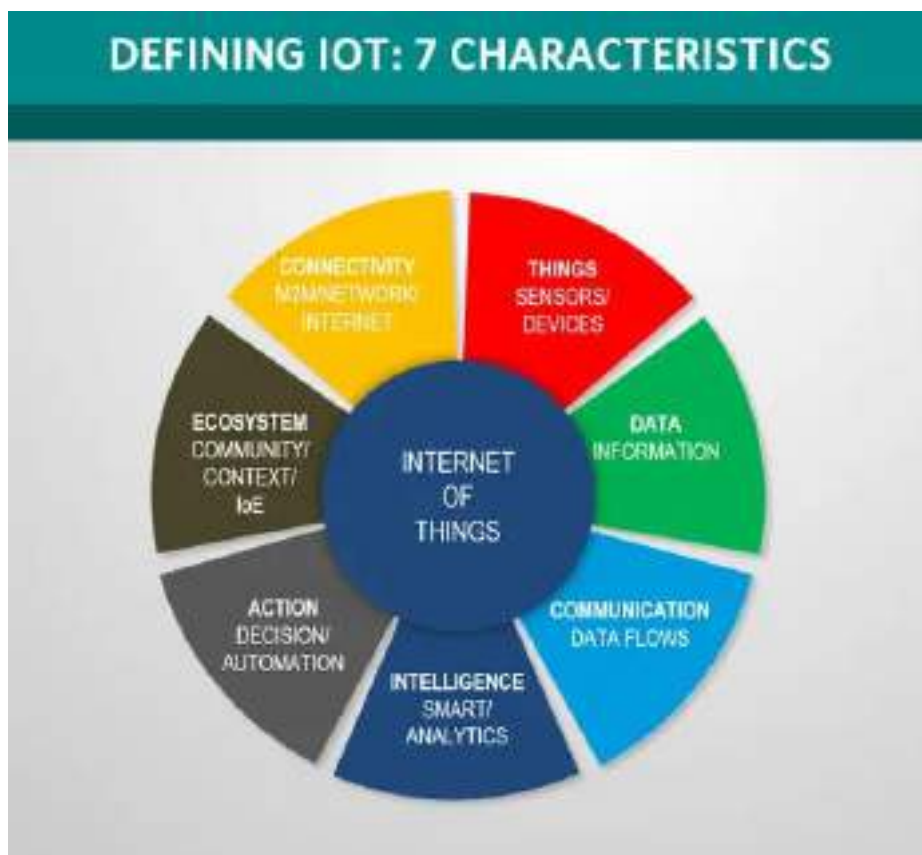 DEFINING IOT: 7 CHARACTERISTICS
CONNECTIVITY
M2M/NETWORK/
INTERNET
THINGS
SENSORS/
DEVICES
DATA
INFORMATION
COMMUNICATION
DATA FLOWS
INTELLIGENCE
SMART/
ANALYTICS
ACTION
DECISION/
AUTOMATION
ECOSYSTEM
COMMUNITY/
CONTEXT/
IoE
INTERNET
OF
THINGS